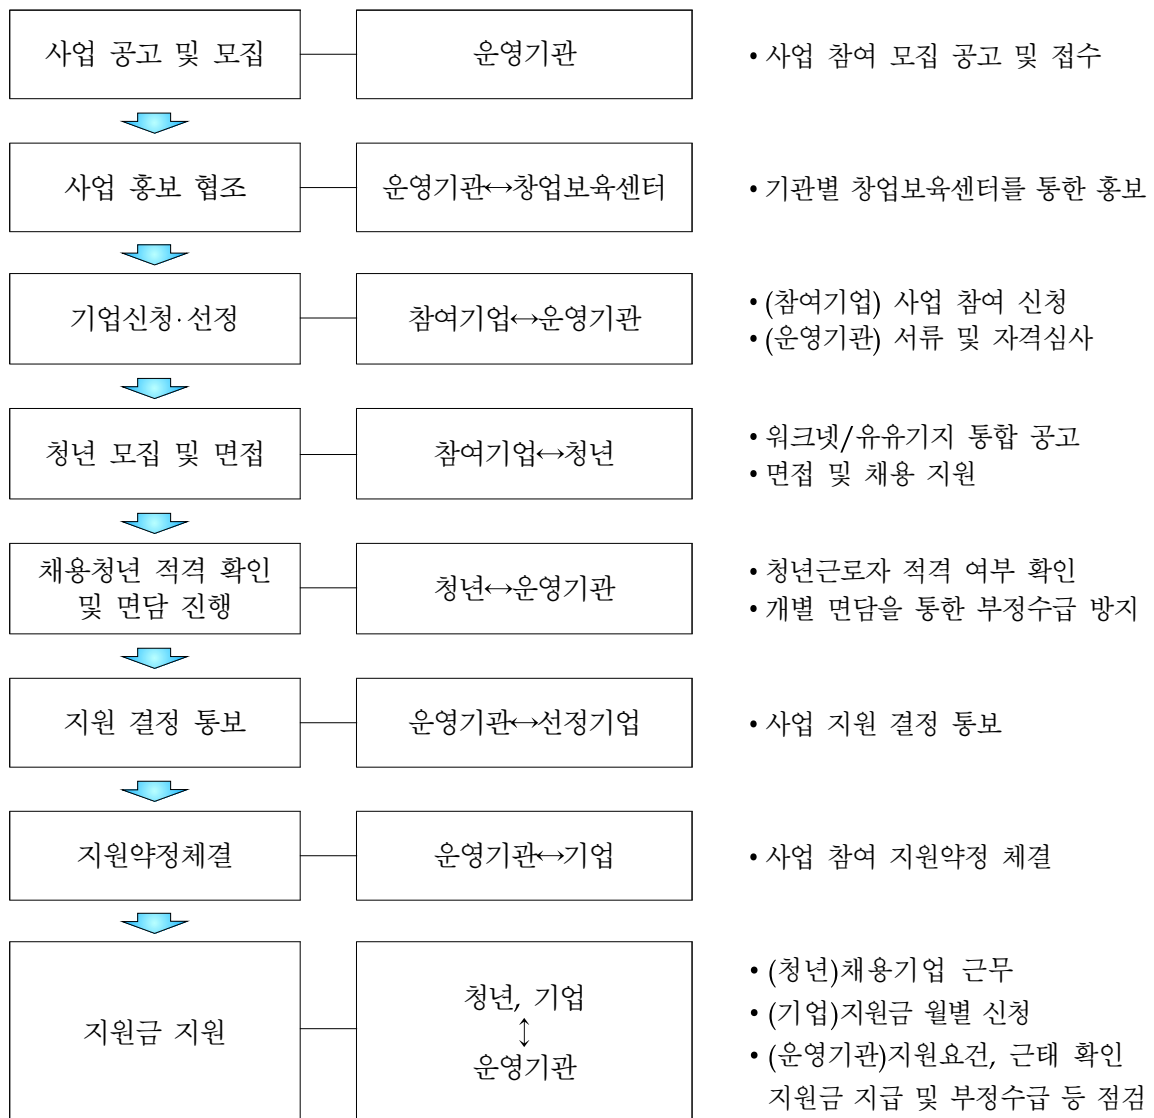 사업 공고 및 모집
운영기관
• 사업 참여 모집 공고 및 접수
사업 홍보 협조
운영기관↔창업보육센터
• 기관별 창업보육센터를 통한 홍보
기업신청·선정
참여기업↔운영기관
• (참여기업) 사업 참여 신청
• (운영기관) 서류 및 자격심사
청년 모집 및 면접
참여기업↔청년
• 워크넷/유유기지 통합 공고
• 면접 및 채용 지원
채용청년 적격 확인
및 면담 진행
청년↔운영기관
• 청년근로자 적격 여부 확인
• 개별 면담을 통한 부정수급 방지
지원 결정 통보
운영기관↔선정기업
• 사업 지원 결정 통보
지원약정체결
운영기관↔기업
• 사업 참여 지원약정 체결
지원금 지원
청년, 기업
↕
운영기관
• (청년)채용기업 근무
• (기업)지원금 월별 신청
• (운영기관)지원요건, 근태 확인
지원금 지급 및 부정수급 등 점검